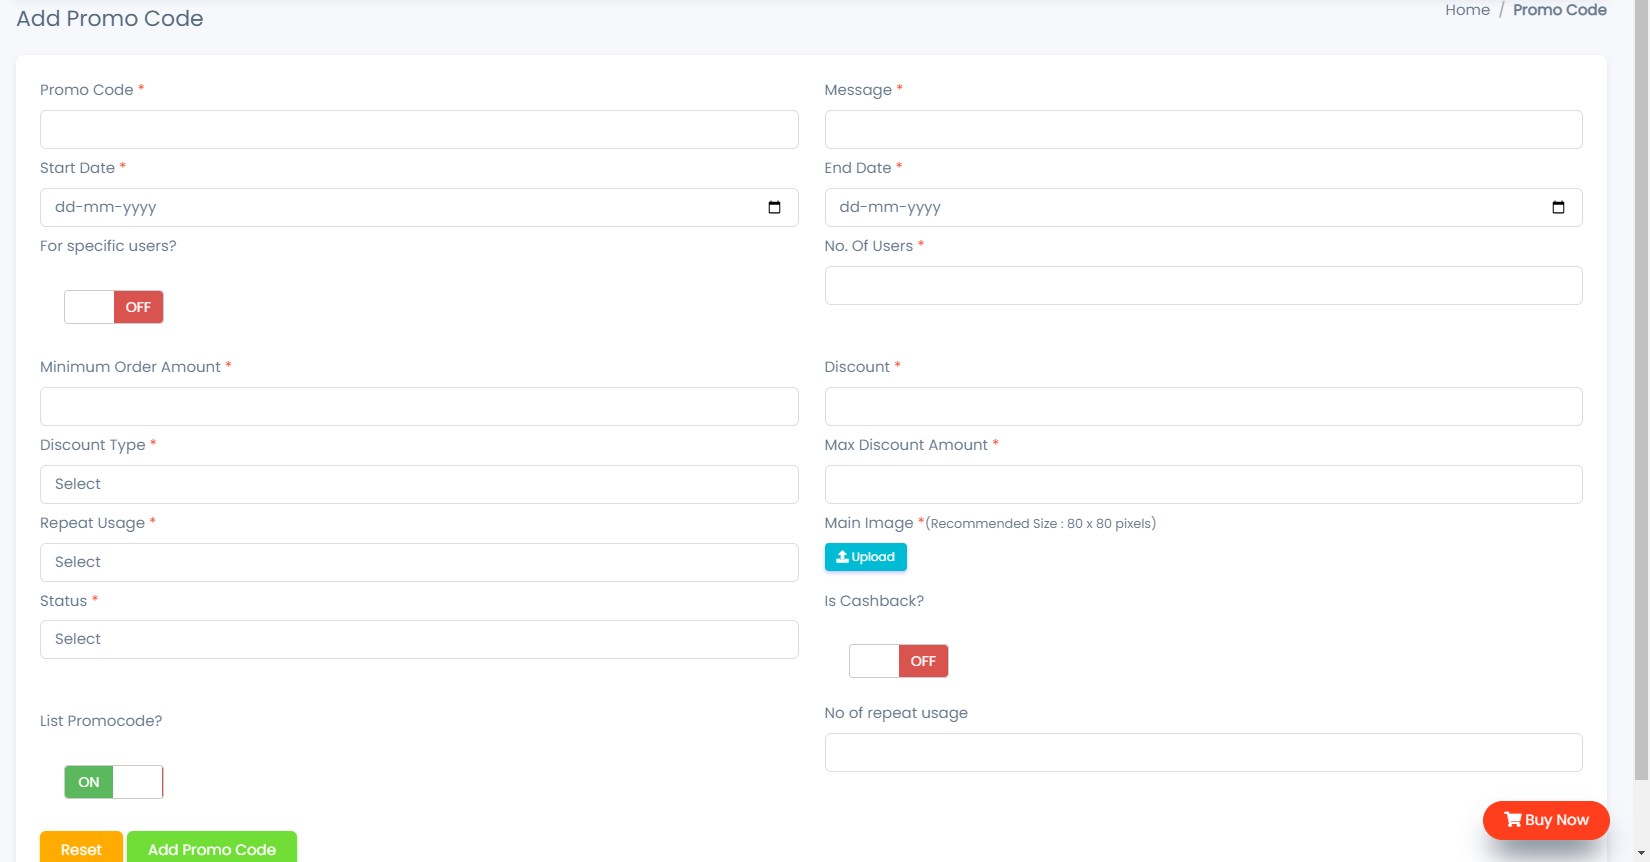 Add Promo Code
Home / Promo Code
Promo Code *
Message *
Start Date *
End Date *
dd-mm-yyyy
dd-mm-yyyy
For specific users?
No. Of Users *
OFF
Minimum Order Amount *
Discount *
Discount Type *
Max Discount Amount *
Select
Repeat Usage *
Main Image *(Recommended Size : 80 x 80 pixels)
Select
Upload
Status *
Is Cashback?
Select
OFF
List Promocode?
No of repeat usage
ON
Buy Now
Reset
Add Promo Code